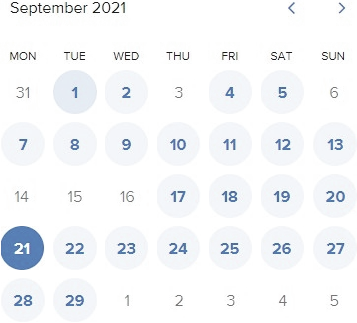 September 2021
MON TUE WED THU FRI SAT SUN
31 1 2 3 4 5 6
7 8 9 10 11 12 13
14 15 16 17 18 19 20
21 22 23 24 25 26 27
28 29 1 2 3 4 5